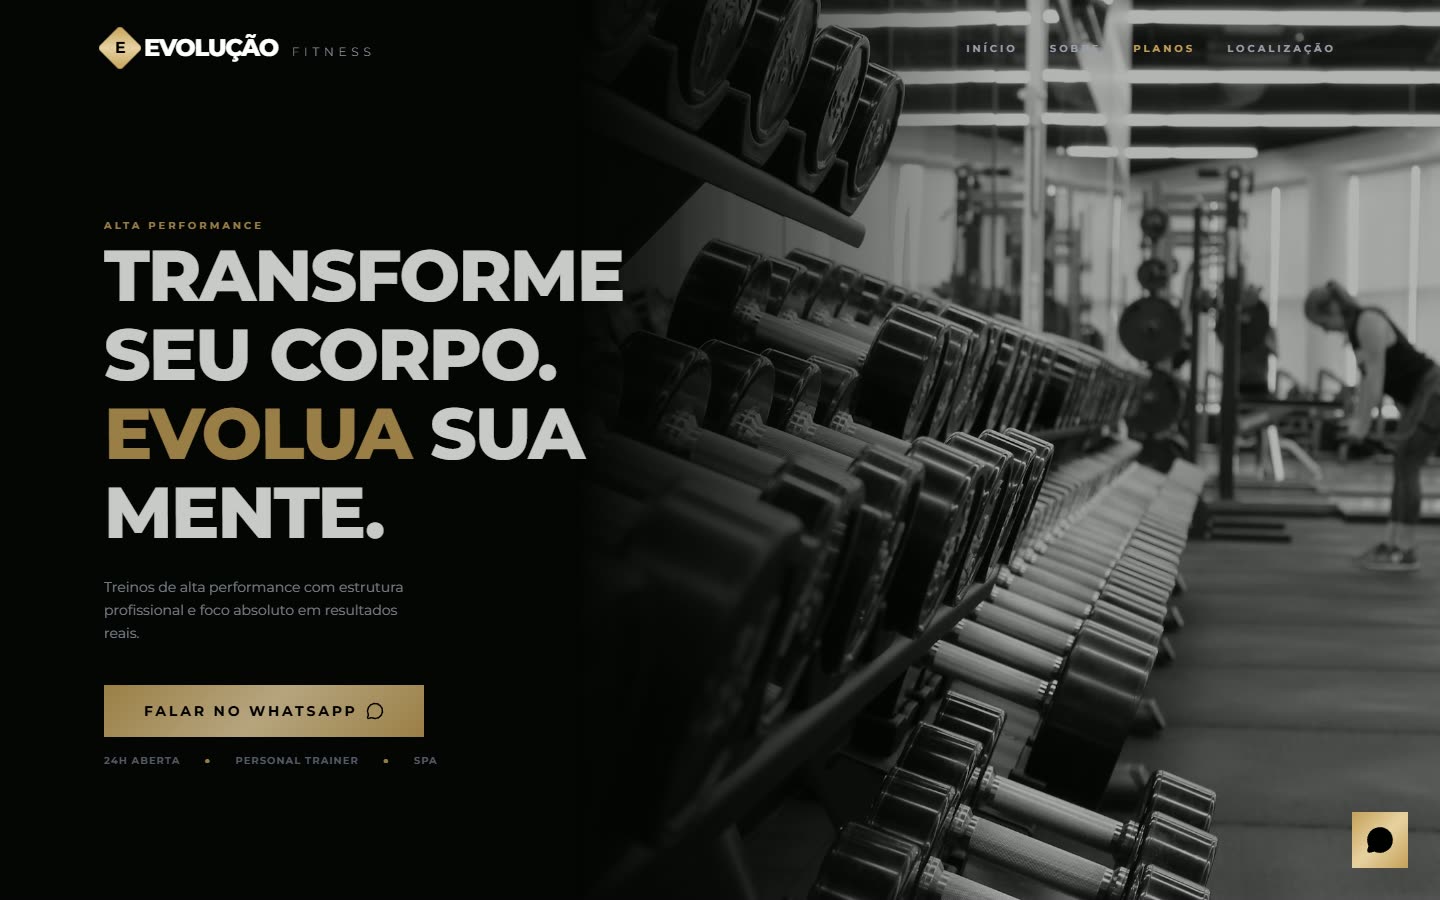 E EVOLUÇÃO FITNESS
INÍCIO SOBRE PLANOS LOCALIZAÇÃO
ALTA PERFORMANCE
TRANSFORME
SEU CORPO.
EVOLUA SUA
MENTE.
Treinos de alta performance com estrutura
profissional e foco absoluto em resultados
reais.
FALAR NO WHATSAPP
24H ABERTA • PERSONAL TRAINER • SPA